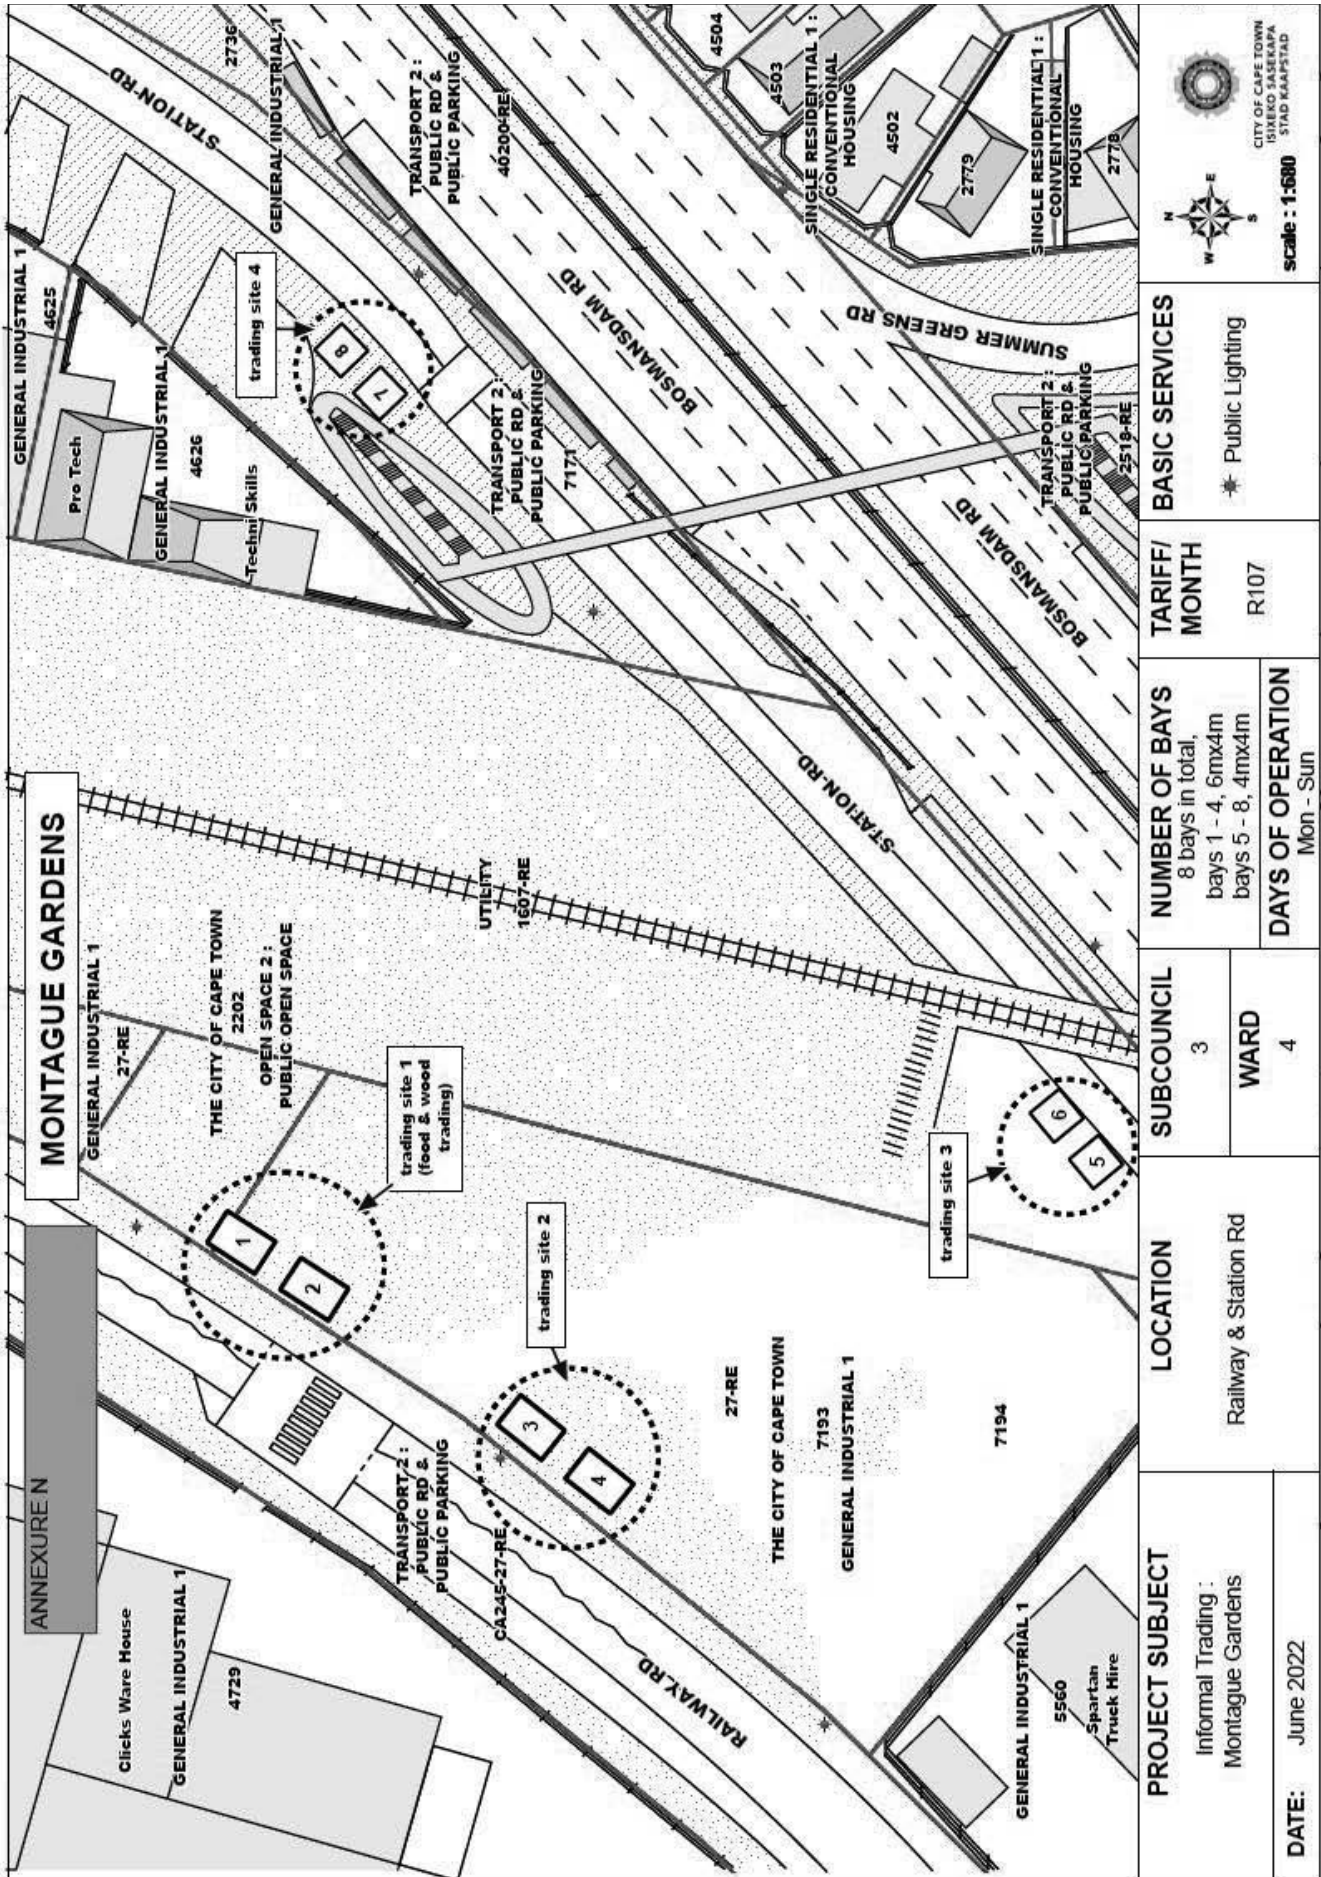 ANNEXURE N
MONTAGUE GARDENS
Clicks Ware House
GENERAL INDUSTRIAL 1
4729
TRANSPORT 2 :
PUBLIC RD &
PUBLIC PARKING
CA245-27-RE
RAILWAY RD
GENERAL INDUSTRIAL 1
27-RE
THE CITY OF CAPE TOWN
2202
OPEN SPACE 2 :
PUBLIC OPEN SPACE
1
2
trading site 1
(food & wood
trading)
3
4
trading site 2
27-RE
THE CITY OF CAPE TOWN
7193
GENERAL INDUSTRIAL 1
7194
GENERAL INDUSTRIAL 1
5560
Spartan
Truck Hire
UTILITY
1607-RE
trading site 3
5
6
STATION RD
GENERAL INDUSTRIAL 1
4625
Pro Tech
GENERAL INDUSTRIAL 1
4626
Techni Skills
trading site 4
7
8
STATION RD
2736
GENERAL INDUSTRIAL 1
TRANSPORT 2 :
PUBLIC RD &
PUBLIC PARKING
40200-RE
TRANSPORT 2 :
PUBLIC RD &
PUBLIC PARKING
7171
BOSMANSDAM RD
BOSMANSDAM RD
4504
4503
SINGLE RESIDENTIAL 1 :
CONVENTIONAL
HOUSING
4502
2779
SINGLE RESIDENTIAL 1 :
CONVENTIONAL
HOUSING
2778
SUMMER GREENS RD
TRANSPORT 2 :
PUBLIC RD &
PUBLIC PARKING
2518-RE
PROJECT SUBJECT
Informal Trading :
Montague Gardens
DATE: June 2022
LOCATION
Railway & Station Rd
SUBCOUNCIL
3
WARD
4
NUMBER OF BAYS
8 bays in total,
bays 1 - 4, 6mx4m
bays 5 - 8, 4mx4m
DAYS OF OPERATION
Mon - Sun
TARIFF/
MONTH
R107
BASIC SERVICES
Public Lighting
N
W
E
S
scale : 1:680
CITY OF CAPE TOWN
ISIXEKO SASEKAPA
STAD KAAPSTAD